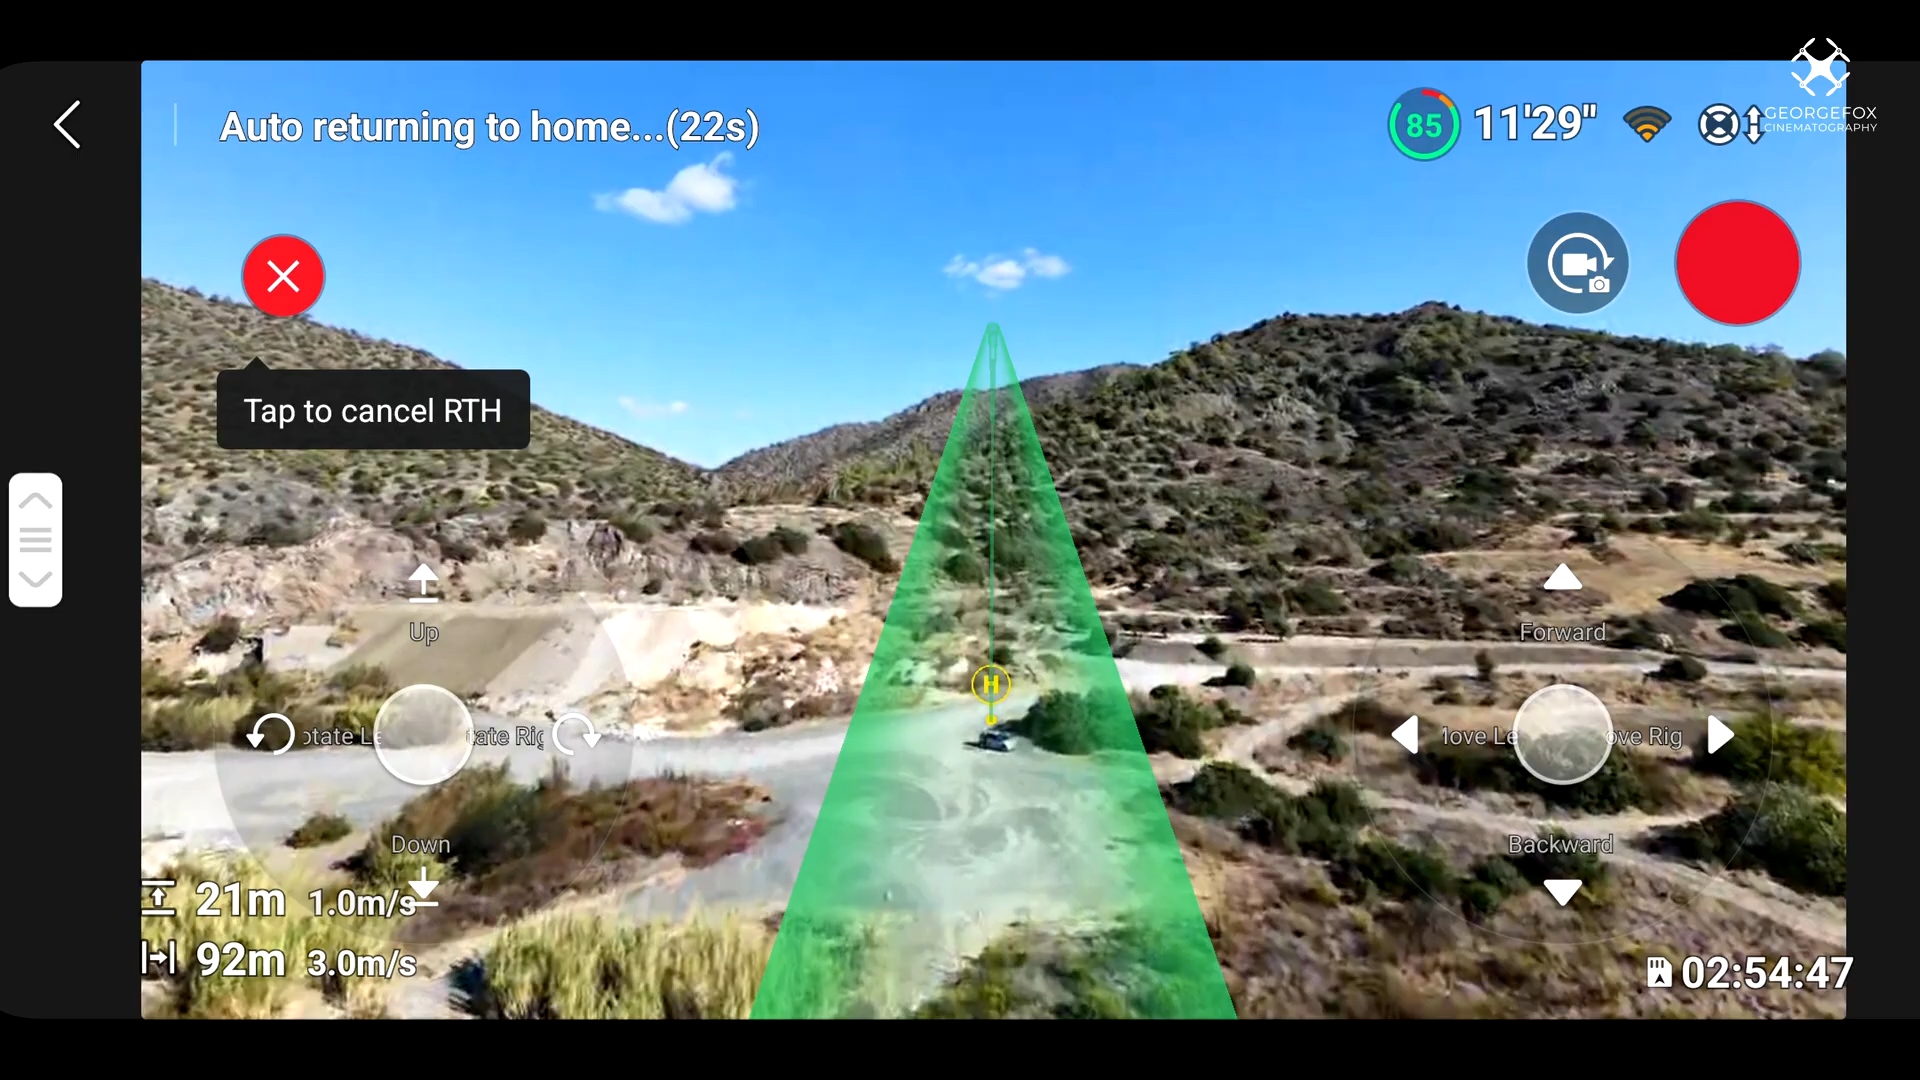 Auto returning to home...(22s)
85
11'29"
GEORGEFOX
CINEMATOGRAPHY
Tap to cancel RTH
Up
Forward
H
Down
Backward
21m 1.0m/s
92m 3.0m/s
02:54:47